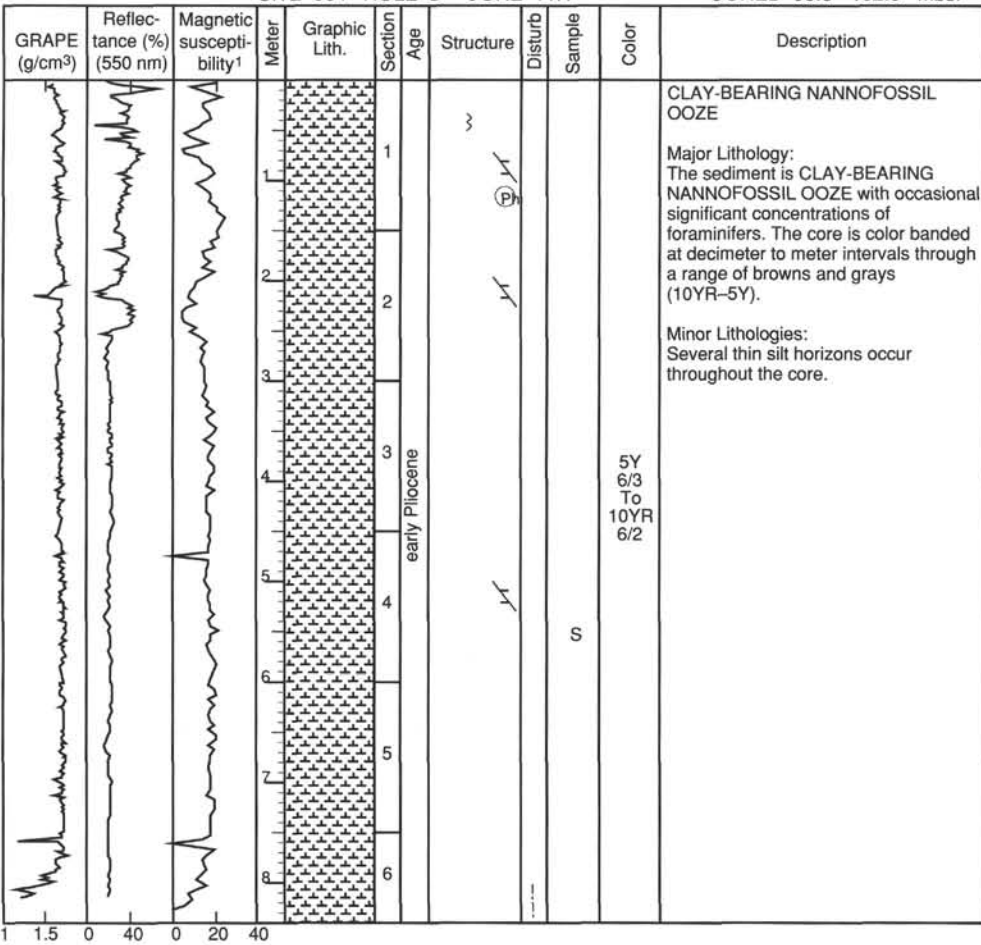 GRAPE
(g/cm3)
Reflec-
tance (%)
(550 nm)
Magnetic
suscepti-
bility1
Meter
Graphic
Lith.
Section
Age
Structure
Disturb
Sample
Color
Description
1
2
3
4
5
6
7
8
1
2
3
4
5
6
early Pliocene
Ph
S
5Y
6/3
To
10YR
6/2
CLAY-BEARING NANNOFOSSIL
OOZE
Major Lithology:
The sediment is CLAY-BEARING
NANNOFOSSIL OOZE with occasional
significant concentrations of
foraminifers. The core is color banded
at decimeter to meter intervals through
a range of browns and grays
(10YR–5Y).
Minor Lithologies:
Several thin silt horizons occur
throughout the core.
1 1.5 0 40 0 20 40